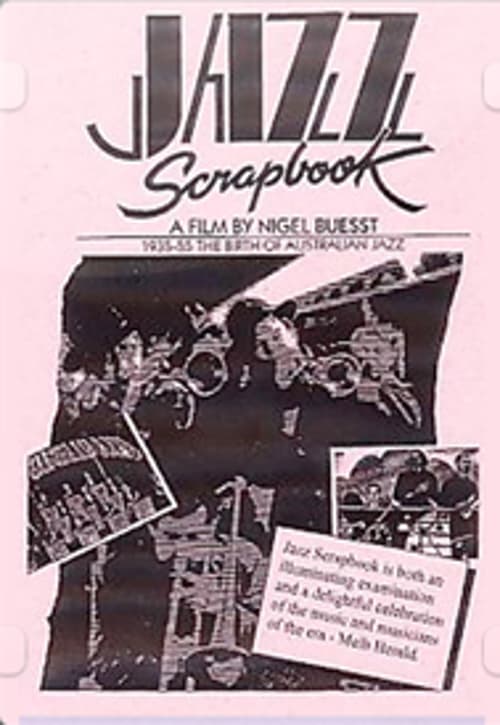 JAZZ
Scrapbook
A FILM BY NIGEL BUESST
1935-55 THE BIRTH OF AUSTRALIAN JAZZ
Jazz Scrapbook is both an
illuminating examination
and a delightful celebration
of the music and musicians
of the era - Melb Herald.